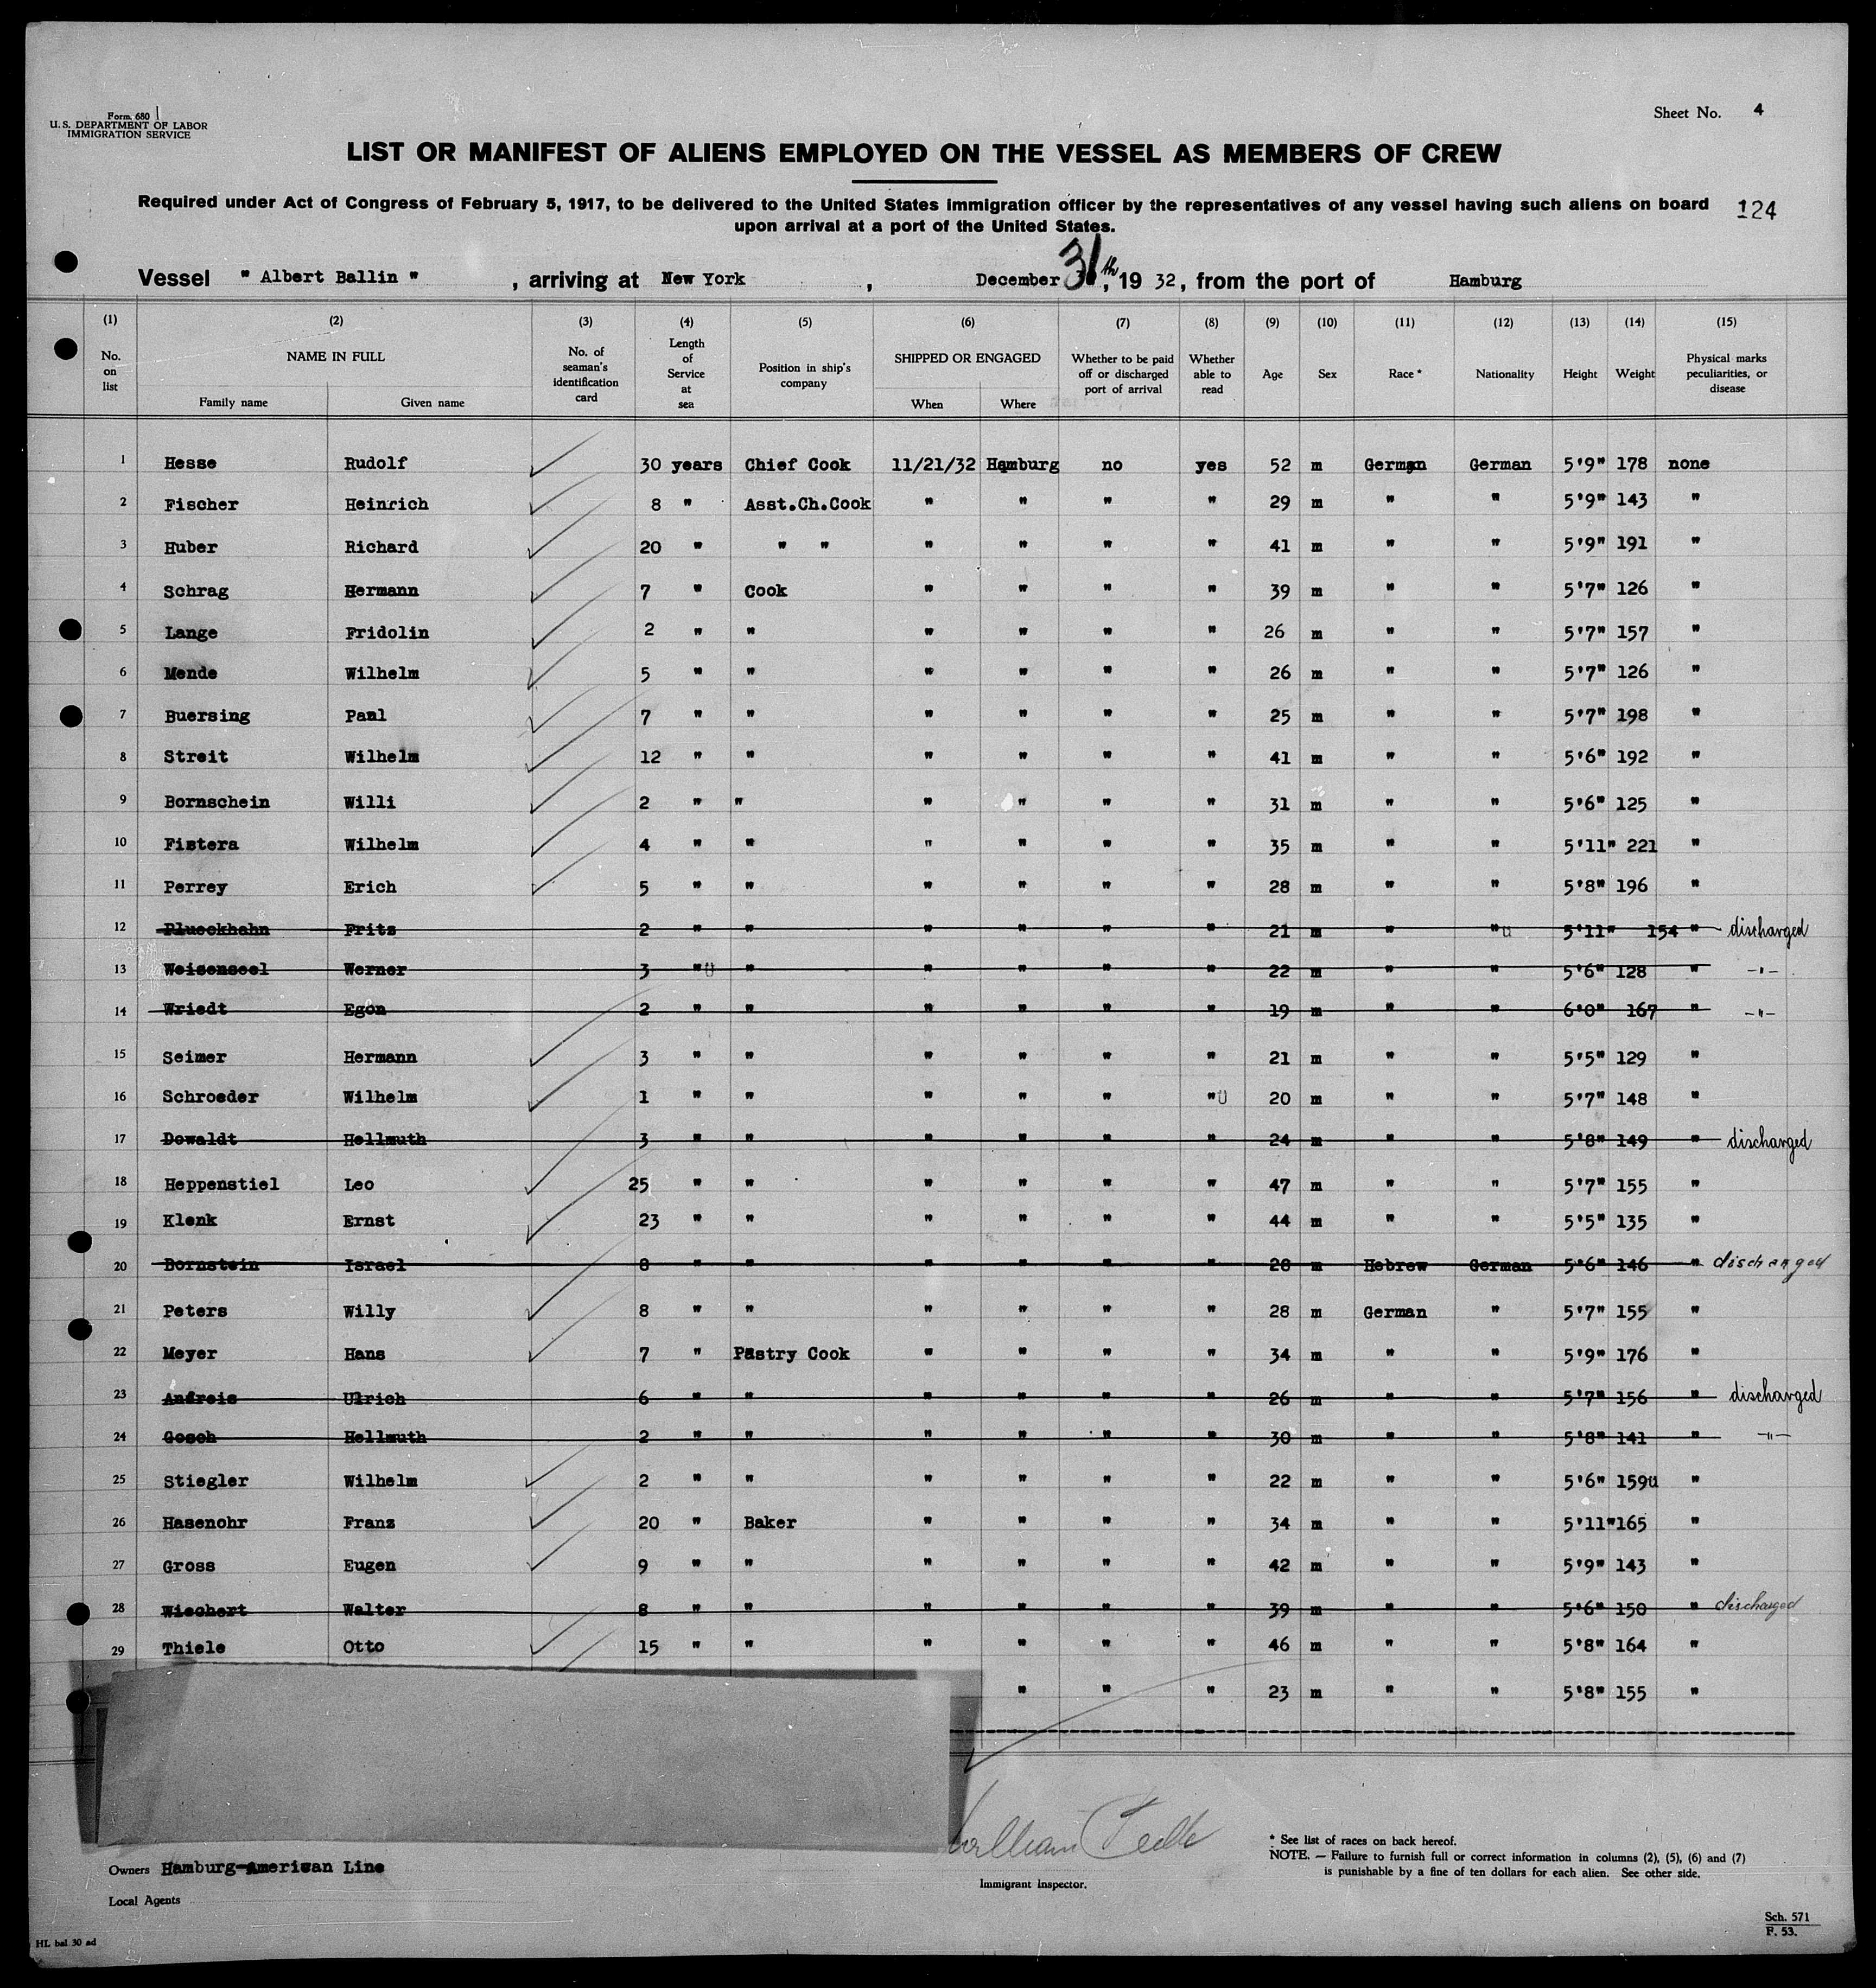 Form 680
U. S. DEPARTMENT OF LABOR
IMMIGRATION SERVICE
Sheet No. 4
LIST OR MANIFEST OF ALIENS EMPLOYED ON THE VESSEL AS MEMBERS OF CREW
Required under Act of Congress of February 5, 1917, to be delivered to the United States immigration officer by the representatives of any vessel having such aliens on board
upon arrival at a port of the United States.
124
Vessel " Albert Ballin " , arriving at New York , December 31th, 19 32, from the port of Hamburg
(1) (2) (3) (4) (5) (6) (7) (8) (9) (10) (11) (12) (13) (14) (15)
No. on list NAME IN FULL Family name Given name No. of seaman's identification card Length of Service at sea Position in ship's company SHIPPED OR ENGAGED When Where Whether to be paid off or discharged port of arrival Whether able to read Age Sex Race * Nationality Height Weight Physical marks peculiarities, or disease
1 Hesse Rudolf 30 years Chief Cook 11/21/32 Hamburg no yes 52 m German German 5'9" 178 none
2 Fischer Heinrich 8 " Asst.Ch.Cook " " " " 29 m " " 5'9" 143 "
3 Huber Richard 20 " " " " " " " 41 m " " 5'9" 191 "
4 Schrag Hermann 7 " Cook " " " " 39 m " " 5'7" 126 "
5 Lange Fridolin 2 " " " " " " 26 m " " 5'7" 157 "
6 Mende Wilhelm 5 " " " " " " 26 m " " 5'7" 126 "
7 Buersing Paul 7 " " " " " " 25 m " " 5'7" 198 "
8 Streit Wilhelm 12 " " " " " " 41 m " " 5'6" 192 "
9 Bornschein Willi 2 " " " " " " 31 m " " 5'6" 125 "
10 Fistera Wilhelm 4 " " " " " " 35 m " " 5'11" 221 "
11 Perrey Erich 5 " " " " " " 28 m " " 5'8" 196 "
12 Plueckhahn Fritz 2 " " " " " " 21 m " " 5'11" 154 " discharged
13 Weisenseel Werner 3 " " " " " " 22 m " " 5'6" 128 " -"-
14 Wriedt Egon 2 " " " " " " 19 m " " 6'0" 167 " -"-
15 Seimer Hermann 3 " " " " " " 21 m " " 5'5" 129 "
16 Schroeder Wilhelm 1 " " " " " " 20 m " " 5'7" 148 "
17 Dowaldt Hellmuth 3 " " " " " " 24 m " " 5'8" 149 " discharged
18 Heppenstiel Leo 25 " " " " " " 47 m " " 5'7" 155 "
19 Klenk Ernst 23 " " " " " " 44 m " " 5'5" 135 "
20 Bornstein Israel 8 " " " " " " 28 m Hebrew German 5'6" 146 " discharged
21 Peters Willy 8 " " " " " " 28 m German " 5'7" 155 "
22 Meyer Hans 7 " Pastry Cook " " " " 34 m " " 5'9" 176 "
23 Andreis Ulrich 6 " " " " " " 26 m " " 5'7" 156 " discharged
24 Gosch Hellmuth 2 " " " " " " 30 m " " 5'8" 141 " -"-
25 Stiegler Wilhelm 2 " " " " " " 22 m " " 5'6" 159 "
26 Hasenohr Franz 20 " Baker " " " " 34 m " " 5'11" 165 "
27 Gross Eugen 9 " " " " " " 42 m " " 5'9" 143 "
28 Wiechert Walter 8 " " " " " " 39 m " " 5'6" 150 " discharged
29 Thiele Otto 15 " " " " " " 46 m " " 5'8" 164 "
" " " 23 m " " 5'8" 155 "
William
Immigrant Inspector.
* See list of races on back hereof.
NOTE. — Failure to furnish full or correct information in columns (2), (5), (6) and (7)
is punishable by a fine of ten dollars for each alien. See other side.
Owners Hamburg-American Line
Local Agents
HL bal 30 ad
Sch. 571
F. 53.